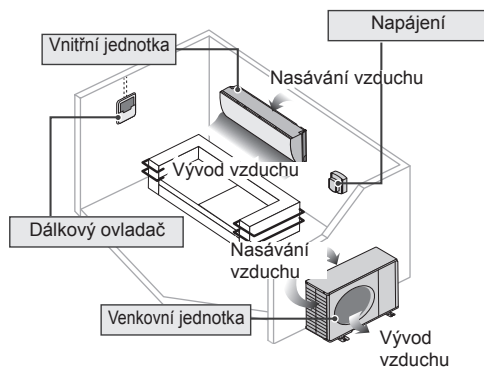 Napájení
Vnitřní jednotka
Nasávání vzduchu
Vývod vzduchu
Dálkový ovladač
Nasávání
vzduchu
Venkovní jednotka
Vývod
vzduchu